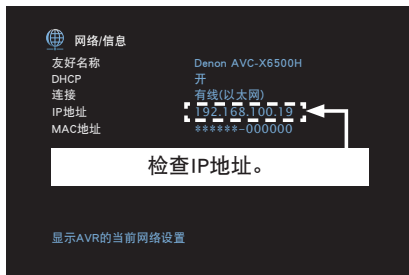 网络/信息
友好名称 Denon AVC-X6500H
DHCP 开
连接 有线(以太网)
IP地址 192.168.100.19
MAC地址 ******-000000
检查IP地址。
显示AVR的当前网络设置